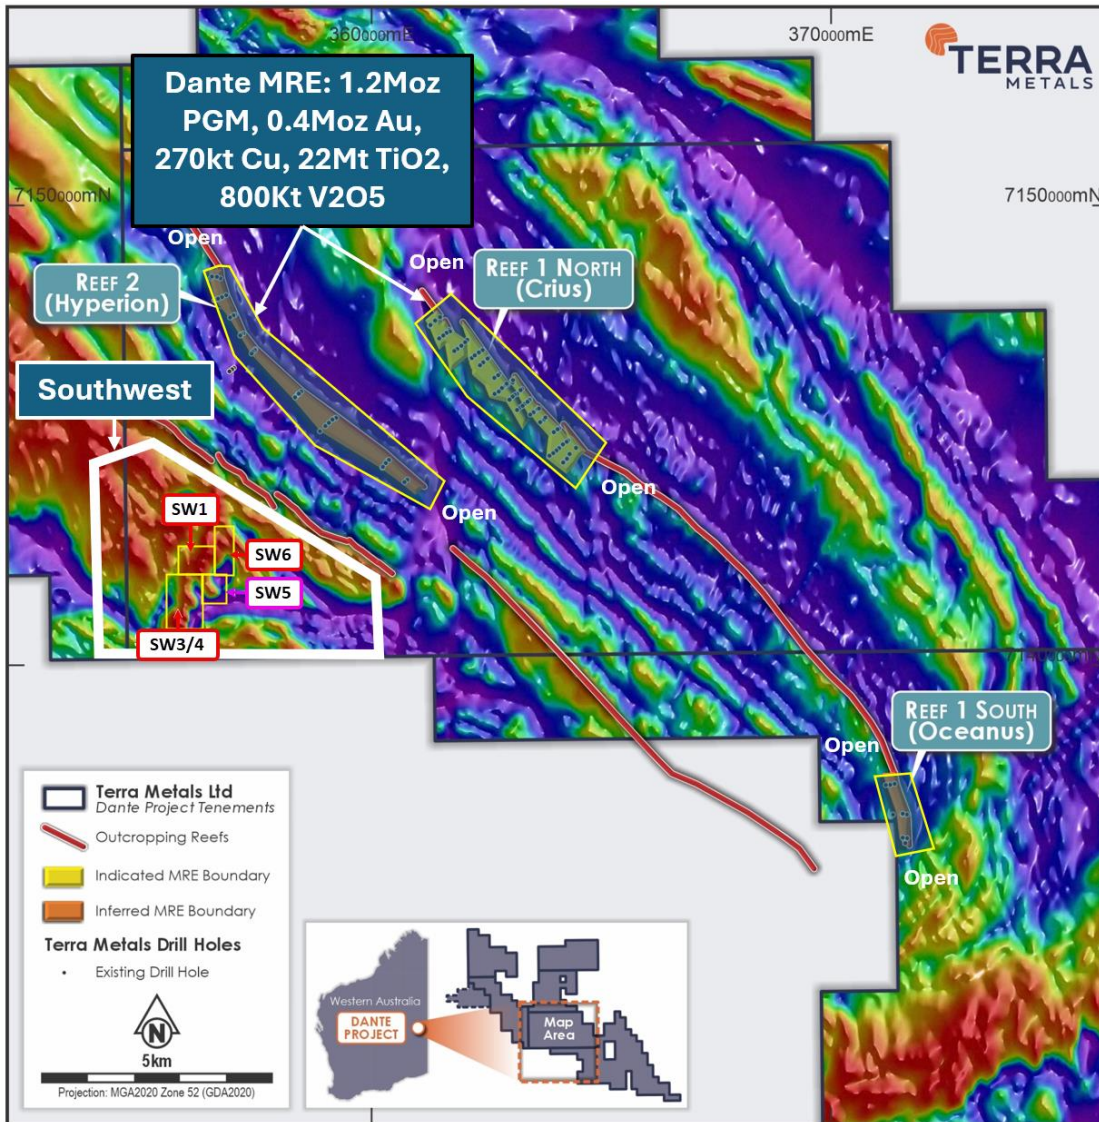 360000mE
370000mE
TERRA
METALS
Dante MRE: 1.2Moz
PGM, 0.4Moz Au,
270kt Cu, 22Mt TiO2,
800Kt V2O5
7150000mN
7150000mN
Open
Open
REEF 2
(Hyperion)
REEF 1 NORTH
(Crius)
Southwest
Open
Open
SW1
SW6
SW5
SW3/4
7140000mN
REEF 1 SOUTH
(Oceanus)
Open
Open
Terra Metals Ltd
Dante Project Tenements
Outcropping Reefs
Indicated MRE Boundary
Inferred MRE Boundary
Terra Metals Drill Holes
Existing Drill Hole
N
5km
Projection: MGA2020 Zone 52 (GDA2020)
Western Australia
DANTE
PROJECT
Map
Area